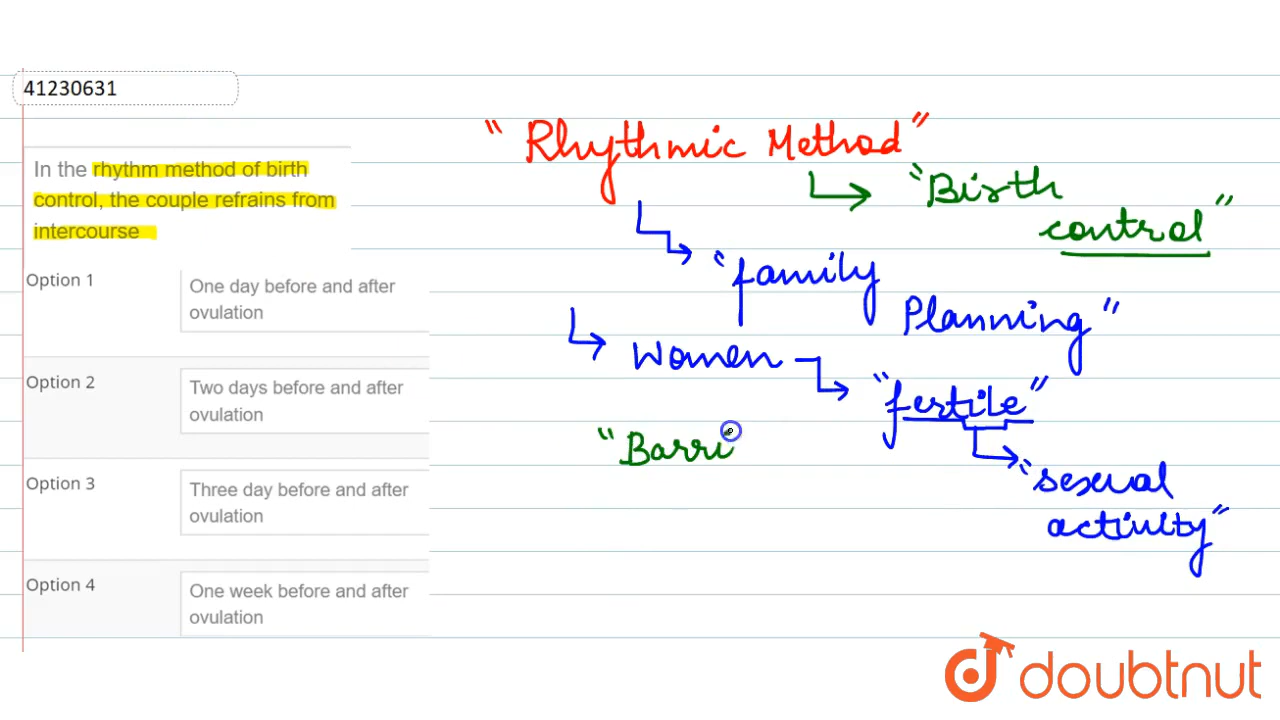 41230631
In the rhythm method of birth
control, the couple refrains from
intercourse
Option 1
One day before and after
ovulation
Option 2
Two days before and after
ovulation
Option 3
Three day before and after
ovulation
Option 4
One week before and after
ovulation
"Rhythmic Method"
"Birth
control"
"family
Planning"
Women
"fertile"
"sexual
activity"
"Barri
doubtnut